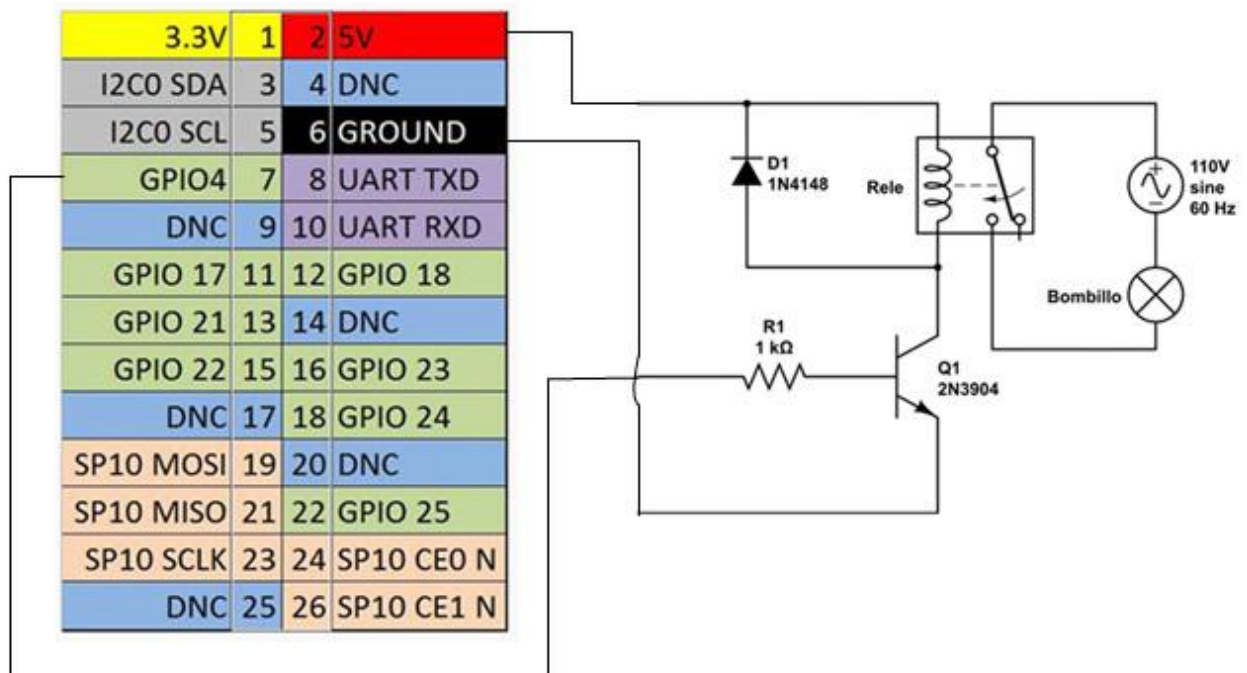 3.3V 1 2 5V
I2C0 SDA 3 4 DNC
I2C0 SCL 5 6 GROUND
GPIO4 7 8 UART TXD
DNC 9 10 UART RXD
GPIO 17 11 12 GPIO 18
GPIO 21 13 14 DNC
GPIO 22 15 16 GPIO 23
DNC 17 18 GPIO 24
SP10 MOSI 19 20 DNC
SP10 MISO 21 22 GPIO 25
SP10 SCLK 23 24 SP10 CE0 N
DNC 25 26 SP10 CE1 N
D1
1N4148
Rele
110V
sine
60 Hz
Bombillo
R1
1 kΩ
Q1
2N3904